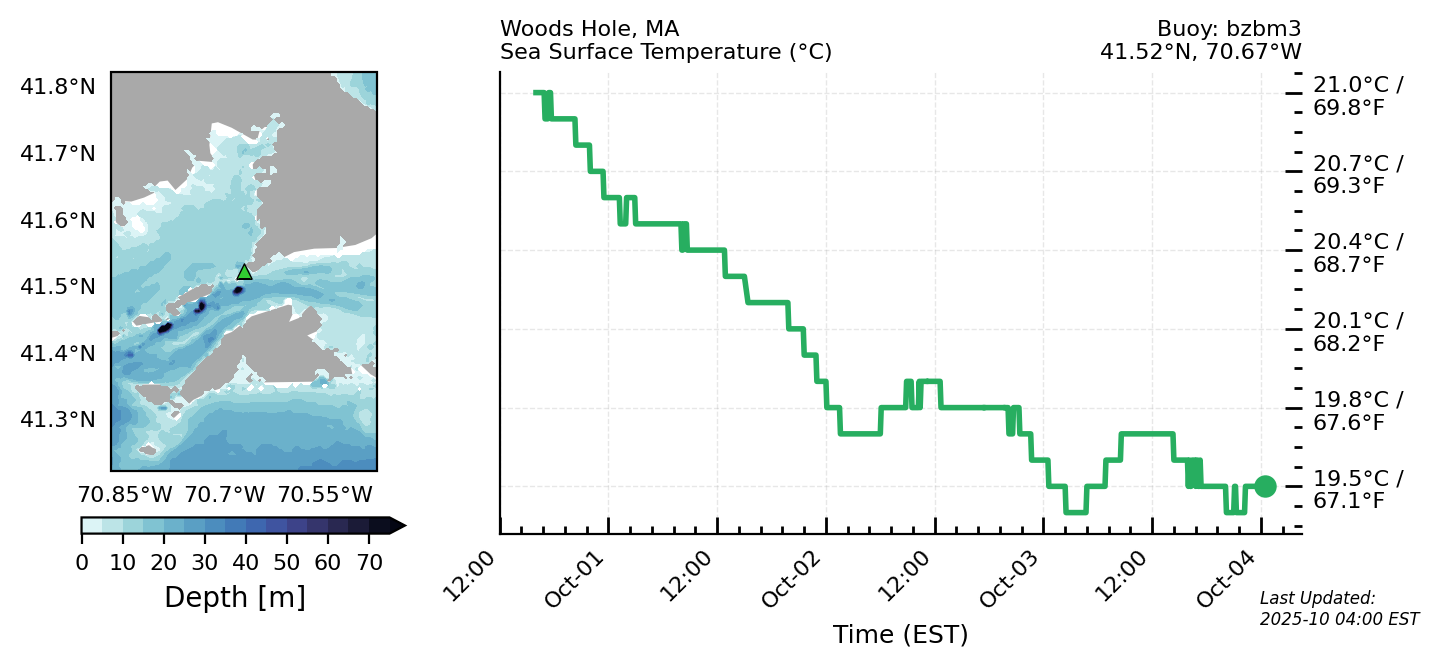 Woods Hole, MA
Sea Surface Temperature (°C)
Buoy: bzbm3
41.52°N, 70.67°W
41.8°N
41.7°N
41.6°N
41.5°N
41.4°N
41.3°N
70.85°W 70.7°W 70.55°W
0 10 20 30 40 50 60 70
Depth [m]
21.0°C /
69.8°F
20.7°C /
69.3°F
20.4°C /
68.7°F
20.1°C /
68.2°F
19.8°C /
67.6°F
19.5°C /
67.1°F
12:00 Oct-01 12:00 Oct-02 12:00 Oct-03 12:00 Oct-04
Time (EST)
Last Updated:
2025-10 04:00 EST